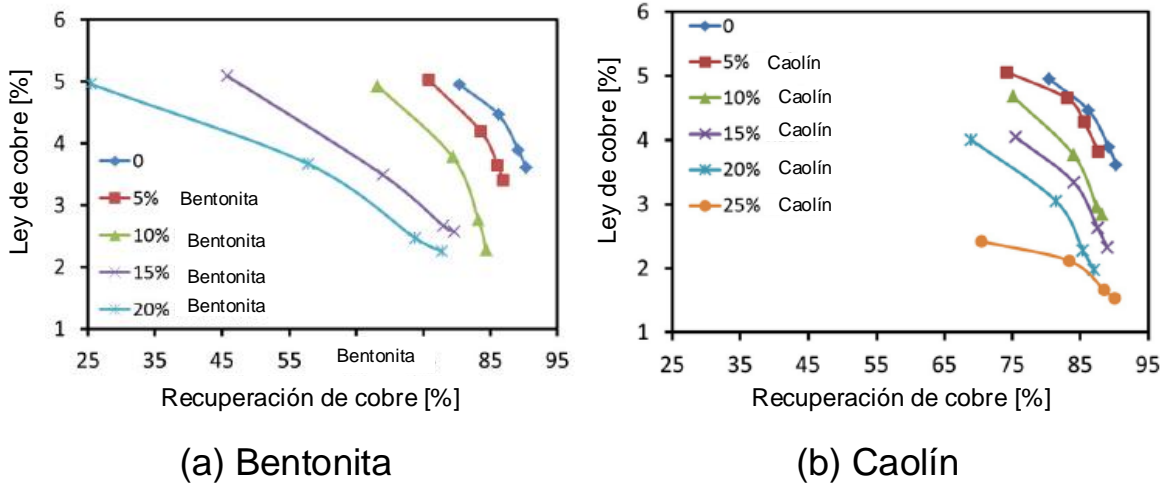 6
5
4
3
2
1
Ley de cobre [%]
0
5% Bentonita
10% Bentonita
15% Bentonita
20% Bentonita
25 35 45 55 Bentonita 85 95
Recuperación de cobre [%]
(a) Bentonita
6
5
4
3
2
1
Ley de cobre [%]
0
5% Caolín
10% Caolín
15% Caolín
20% Caolín
25% Caolín
25 35 45 55 65 75 85 95
Recuperación de cobre [%]
(b) Caolín